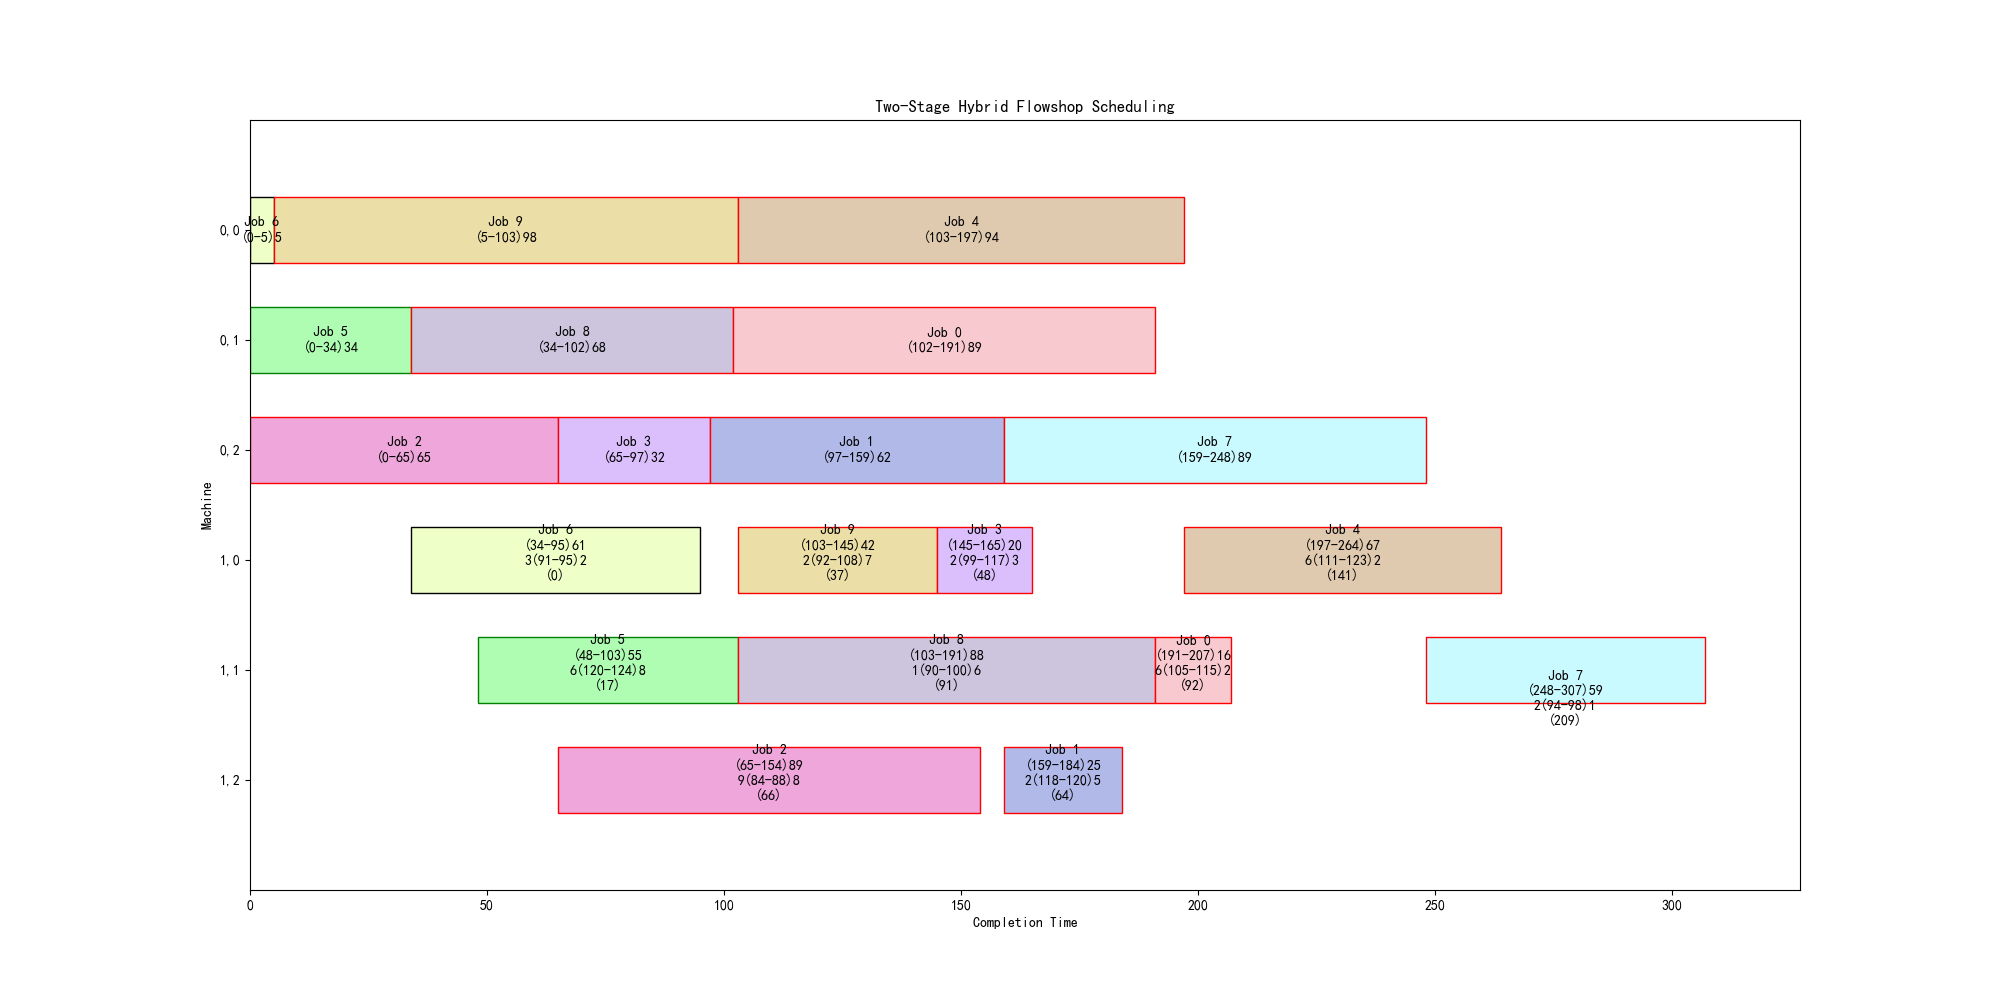 Two-Stage Hybrid Flowshop Scheduling
Machine
0,0
Job 6
(0-5)5
Job 9
(5-103)98
Job 4
(103-197)94
0,1
Job 5
(0-34)34
Job 8
(34-102)68
Job 0
(102-191)89
0,2
Job 2
(0-65)65
Job 3
(65-97)32
Job 1
(97-159)62
Job 7
(159-248)89
1,0
Job 6
(34-95)61
3(91-95)2
(0)
Job 9
(103-145)42
2(92-108)7
(37)
Job 3
(145-165)20
2(99-117)3
(48)
Job 4
(197-264)67
6(111-123)2
(141)
1,1
Job 5
(48-103)55
6(120-124)8
(17)
Job 8
(103-191)88
1(90-100)6
(91)
Job 0
(191-207)16
6(105-115)2
(92)
Job 7
(248-307)59
2(94-98)1
(209)
1,2
Job 2
(65-154)89
9(84-88)8
(66)
Job 1
(159-184)25
2(118-120)5
(64)
0
50
100
150
200
250
300
Completion Time